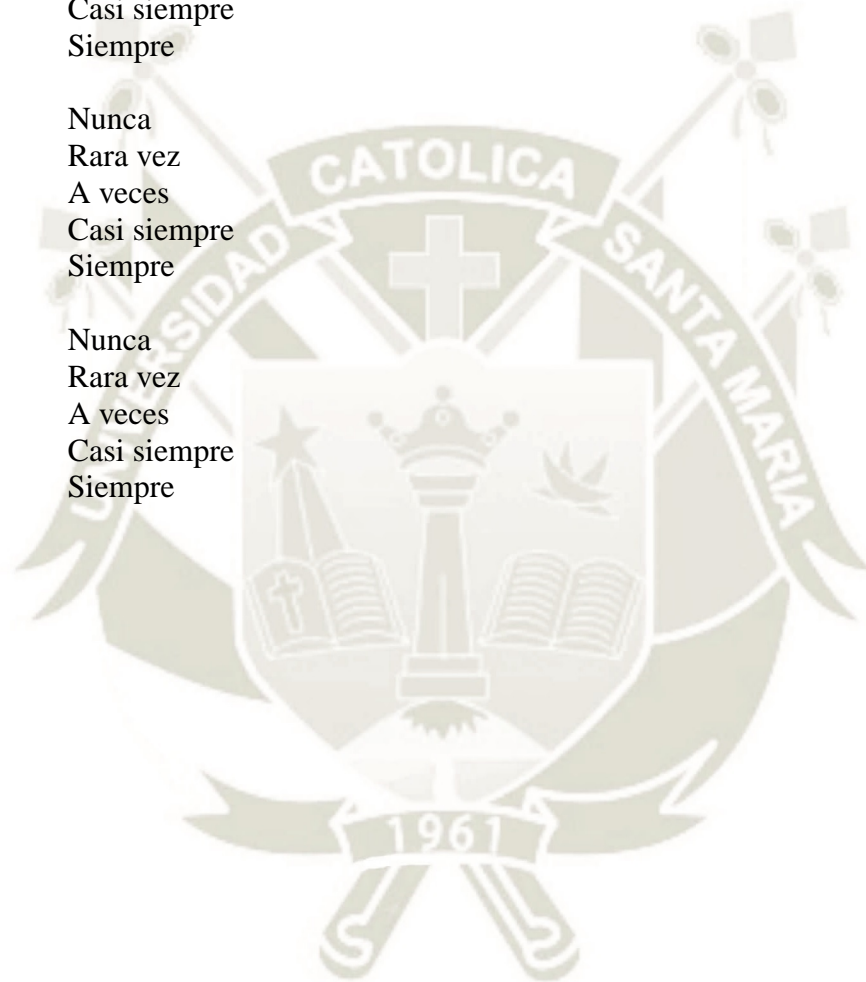 Casi siempre
Siempre
Nunca
Rara vez
A veces
Casi siempre
Siempre
Nunca
Rara vez
A veces
Casi siempre
Siempre
UNIVERSIDAD CATOLICA SANTA MARIA
1961